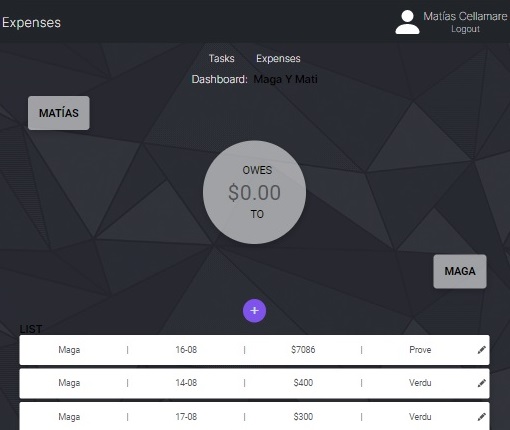 Expenses
Matías Cellamare
Logout
Tasks Expenses
Dashboard: Maga Y Mati
MATÍAS
OWES
$0.00
TO
MAGA
+
LIST
Maga | 16-08 | $7086 | Prove
Maga | 14-08 | $400 | Verdu
Maga | 17-08 | $300 | Verdu